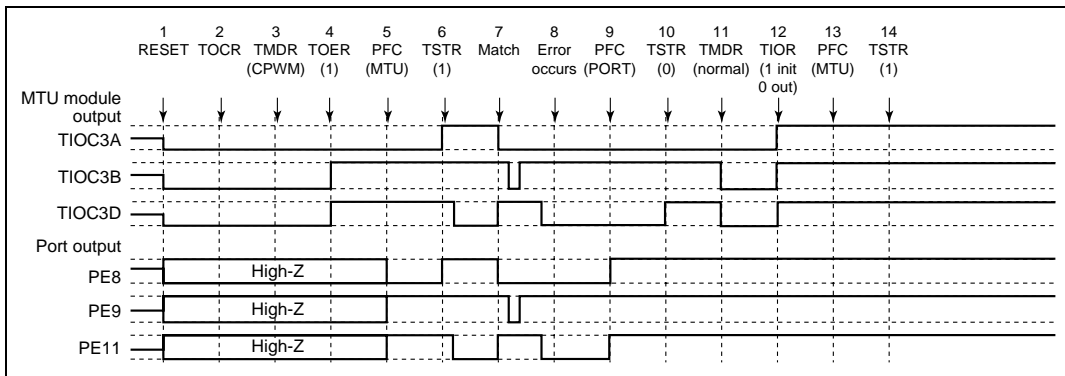 1 2 3 4 5 6 7 8 9 10 11 12 13 14
RESET TOCR TMDR TOER PFC TSTR Match Error PFC TSTR TMDR TIOR PFC TSTR
(CPWM) (1) (MTU) (1) occurs (PORT) (0) (normal) (1 init (MTU) (1)
0 out)
MTU module
output
TIOC3A
TIOC3B
TIOC3D
Port output
PE8 High-Z
PE9 High-Z
PE11 High-Z